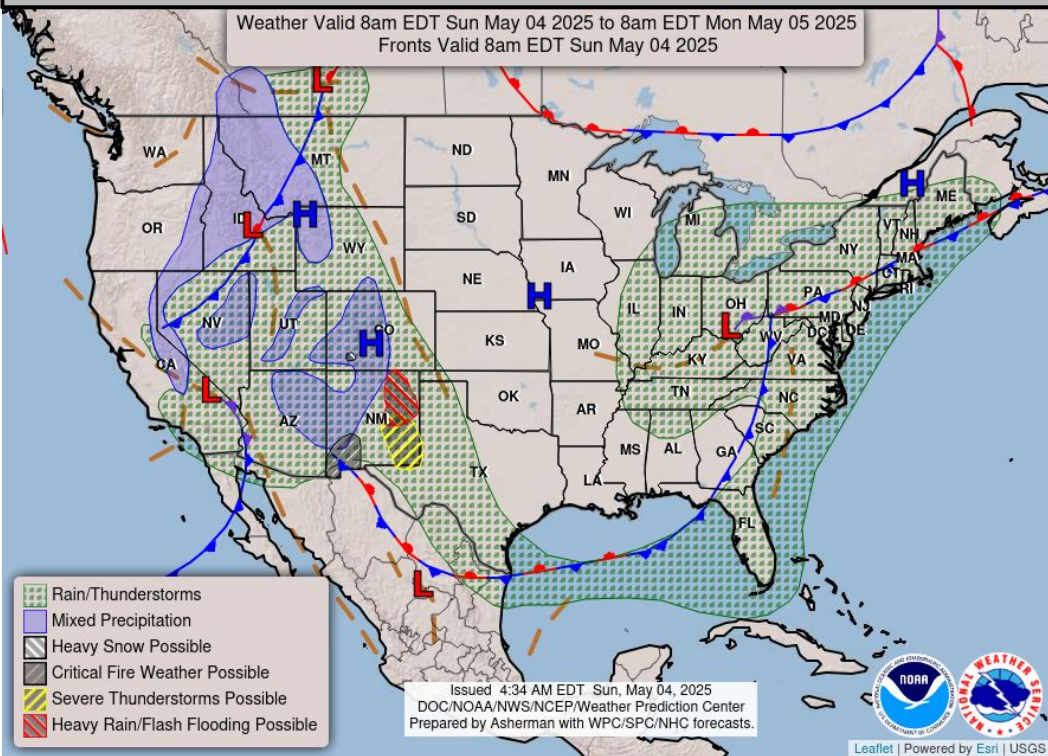 Weather Valid 8am EDT Sun May 04 2025 to 8am EDT Mon May 05 2025
Fronts Valid 8am EDT Sun May 04 2025
L
WA
MT
ND
MN
H
ME
OR
ID
L
H
SD
WI
MI
VT
NH
NY
MA
CT
RI
WY
IA
NE
H
IL
IN
OH
PA
NJ
L
MD
DE
DC
WV
NV
UT
CO
H
KS
MO
KY
VA
CA
L
AZ
NM
OK
AR
TN
NC
SC
TX
LA
MS
AL
GA
FL
L
Rain/Thunderstorms
Mixed Precipitation
Heavy Snow Possible
Critical Fire Weather Possible
Severe Thunderstorms Possible
Heavy Rain/Flash Flooding Possible
Issued 4:34 AM EDT Sun, May 04, 2025
DOC/NOAA/NWS/NCEP/Weather Prediction Center
Prepared by Asherman with WPC/SPC/NHC forecasts.
NOAA
NATIONAL WEATHER SERVICE
Leaflet | Powered by Esri | USGS